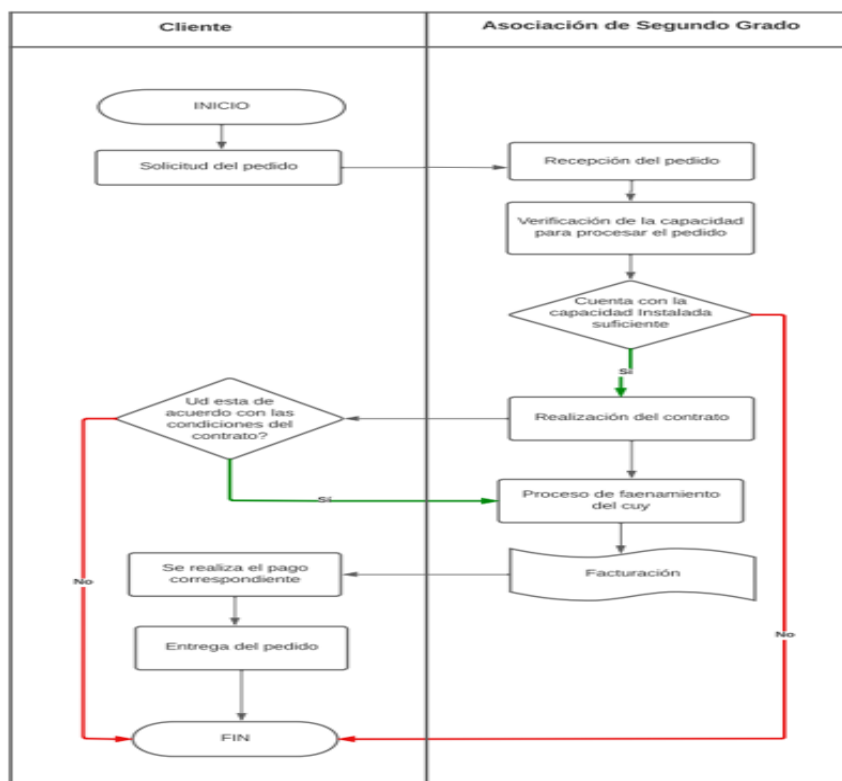 Cliente
Asociación de Segundo Grado
INICIO
Solicitud del pedido
Recepción del pedido
Verificación de la capacidad
para procesar el pedido
Cuenta con la
capacidad Instalada
suficiente
Si
Ud esta de
acuerdo con las
condiciones del
contrato?
Realización del contrato
Si
Proceso de faenamiento
del cuy
Se realiza el pago
correspondiente
Facturación
No
No
Entrega del pedido
FIN